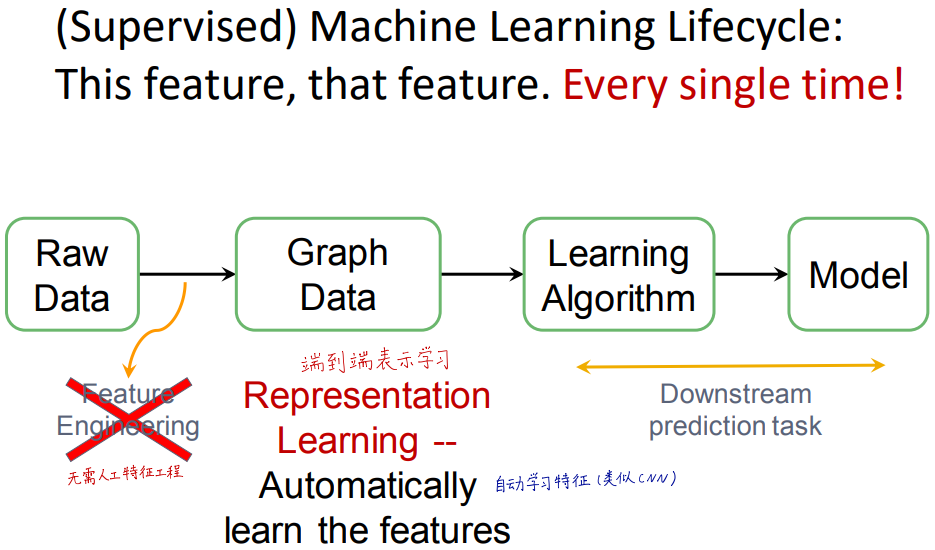 (Supervised) Machine Learning Lifecycle:
This feature, that feature. Every single time!
Raw
Data
Graph
Data
Learning
Algorithm
Model
端到端表示学习
Feature
Engineering
无需人工特征工程
Representation
Learning --
Automatically
learn the features
自动学习特征(类似CNN)
Downstream
prediction task